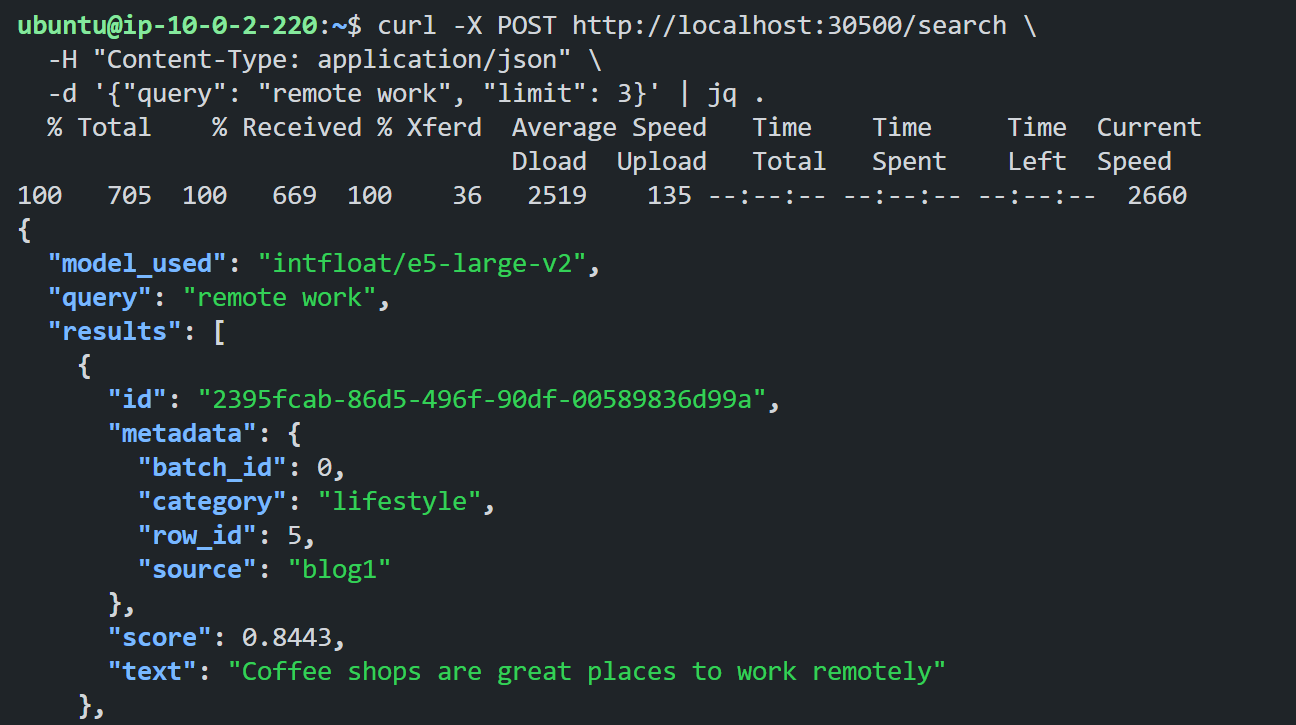 ubuntu@ip-10-0-2-220:~$ curl -X POST http://localhost:30500/search \
  -H "Content-Type: application/json" \
  -d '{"query": "remote work", "limit": 3}' | jq .
  % Total    % Received % Xferd  Average Speed   Time    Time     Time  Current
                                 Dload  Upload   Total   Spent    Left  Speed
100   705  100   669  100    36   2519    135 --:--:-- --:--:-- --:--:--  2660
{
  "model_used": "intfloat/e5-large-v2",
  "query": "remote work",
  "results": [
    {
      "id": "2395fcab-86d5-496f-90df-00589836d99a",
      "metadata": {
        "batch_id": 0,
        "category": "lifestyle",
        "row_id": 5,
        "source": "blog1"
      },
      "score": 0.8443,
      "text": "Coffee shops are great places to work remotely"
    },